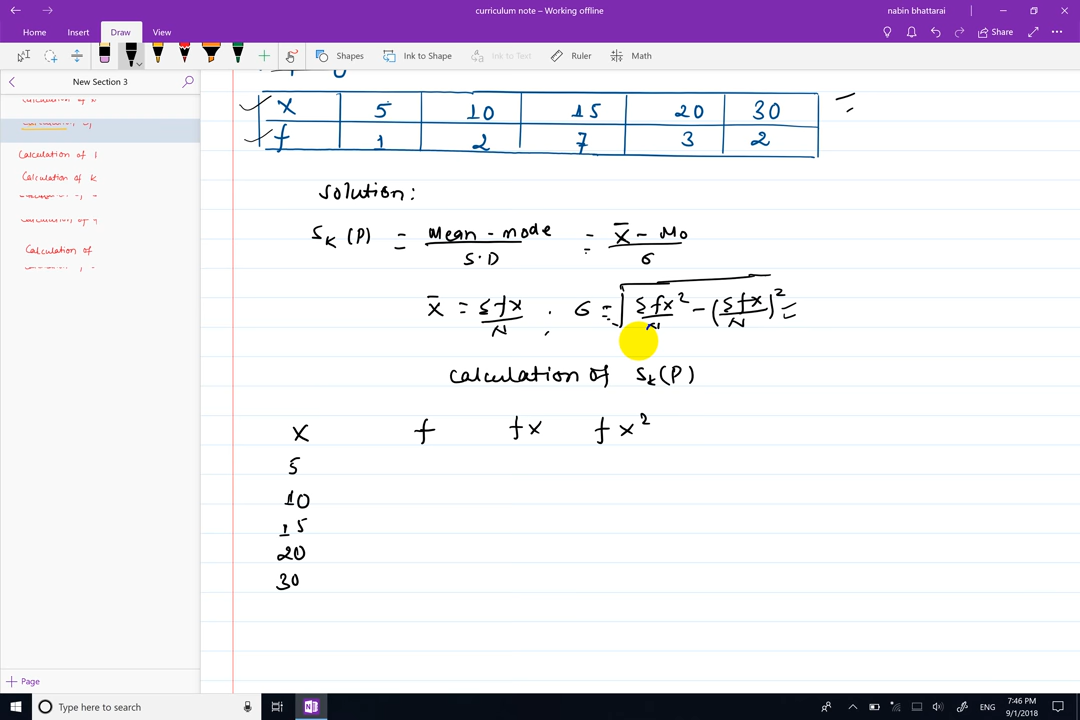 curriculum note – Working offline
nabin bhattarai
Home Insert Draw View
Share
Shapes Ink to Shape Ink to Text Ruler Math
New Section 3
Calculation of
Calculation of
Calculation of k
Calculation of
x 5 10 15 20 30 =
f 1 2 7 3 2
Solution:
Sₖ (P) = Mean - mode / S.D = X̄ - Mo / σ
X̄ = Σfx / N ; σ = √ Σfx² / N - (Σfx / N)² =
Calculation of Sₖ(P)
x f fx fx²
5
10
15
20
30
Page
Type here to search
ENG
7:46 PM
9/1/2018